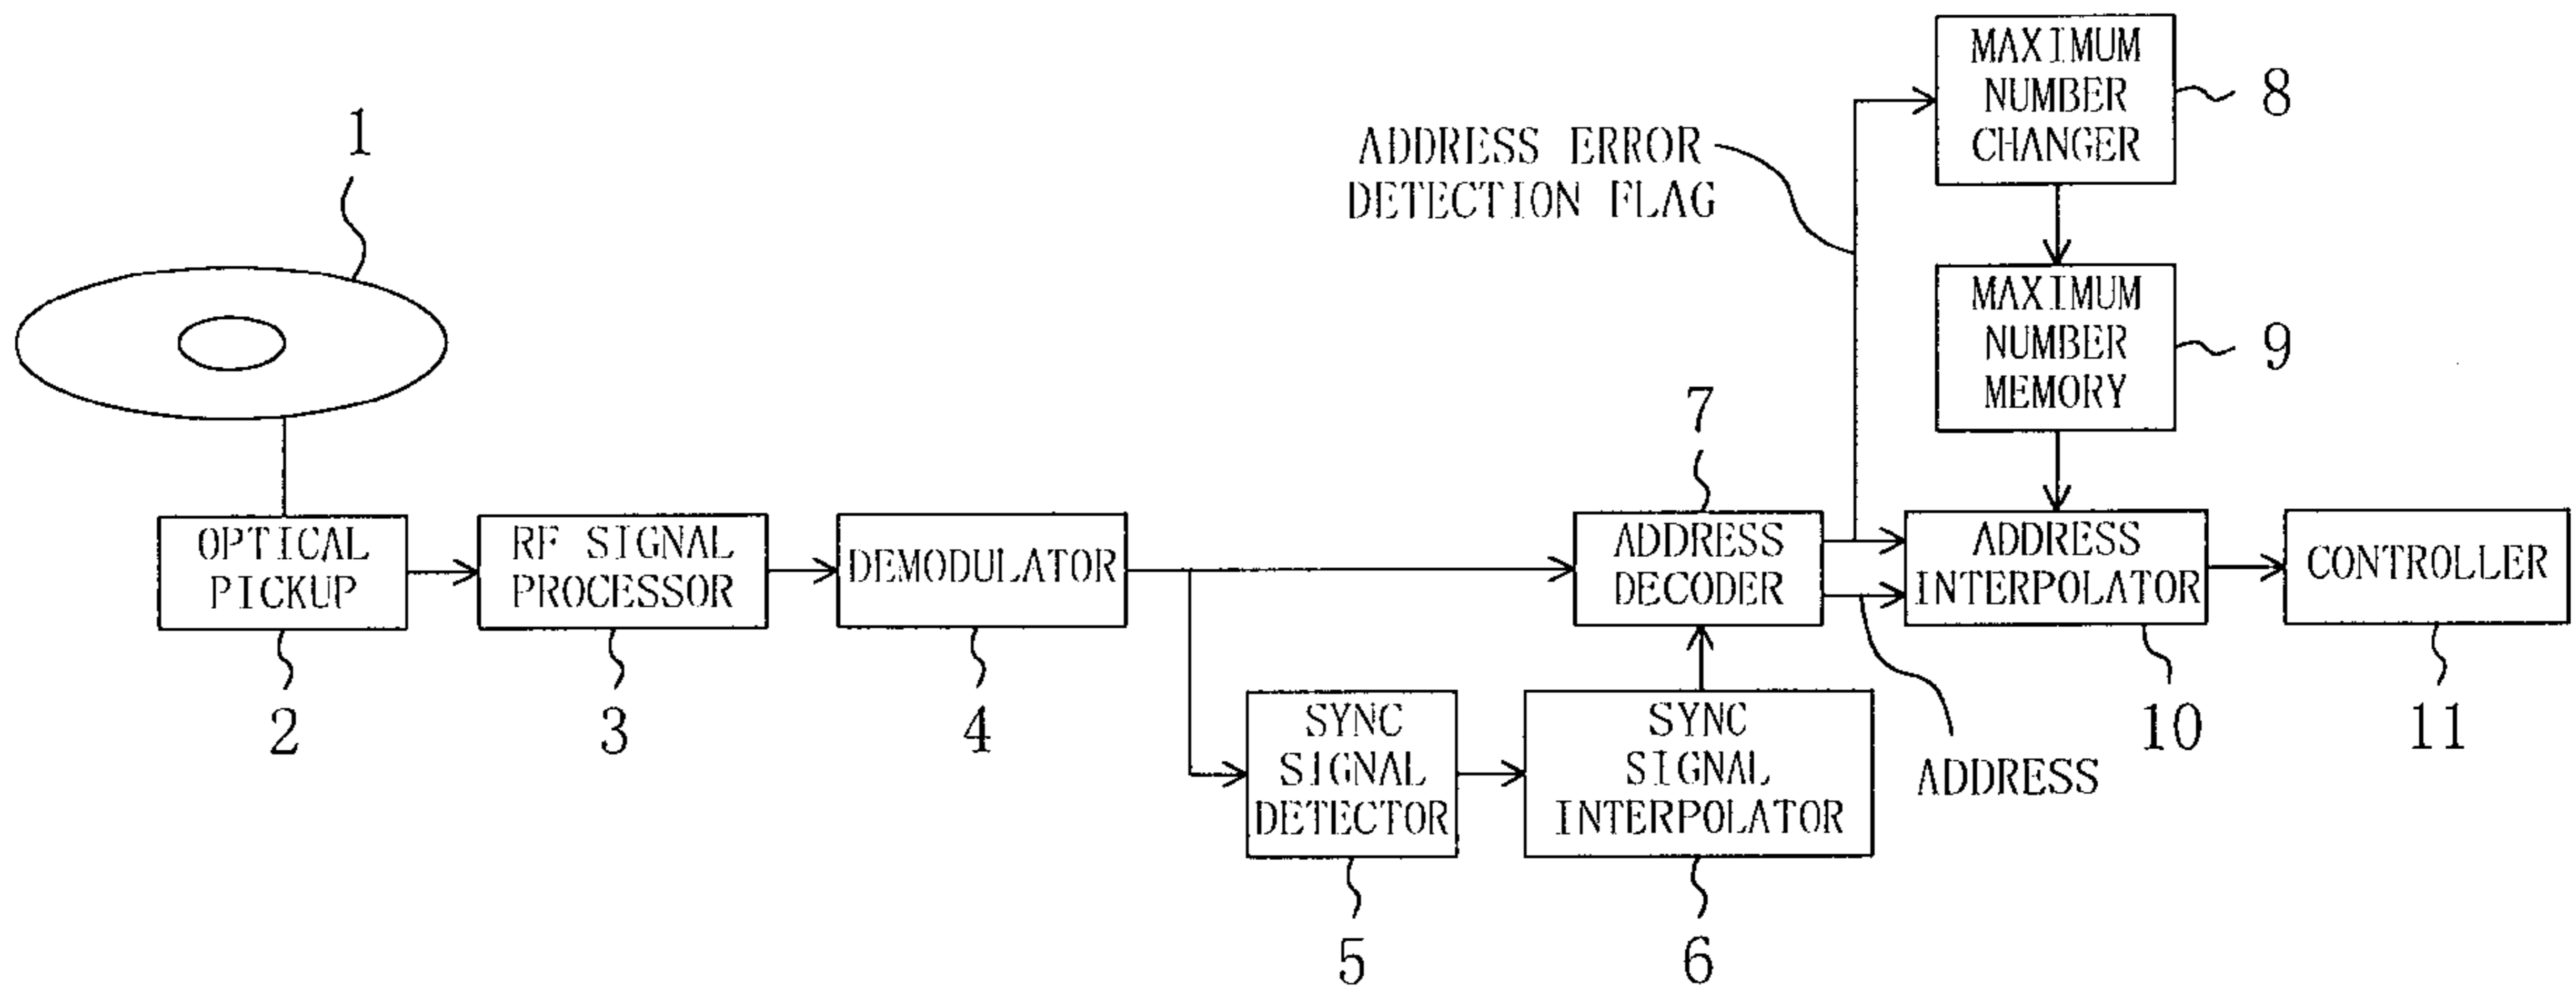 MAXIMUM
NUMBER
CHANGER
8
1
ADDRESS ERROR
DETECTION FLAG
MAXIMUM
NUMBER
MEMORY
9
7
OPTICAL
PICKUP
RF SIGNAL
PROCESSOR
DEMODULATOR
ADDRESS
DECODER
ADDRESS
INTERPOLATOR
CONTROLLER
2
3
4
SYNC
SIGNAL
DETECTOR
SYNC
SIGNAL
INTERPOLATOR
ADDRESS
10
11
5
6